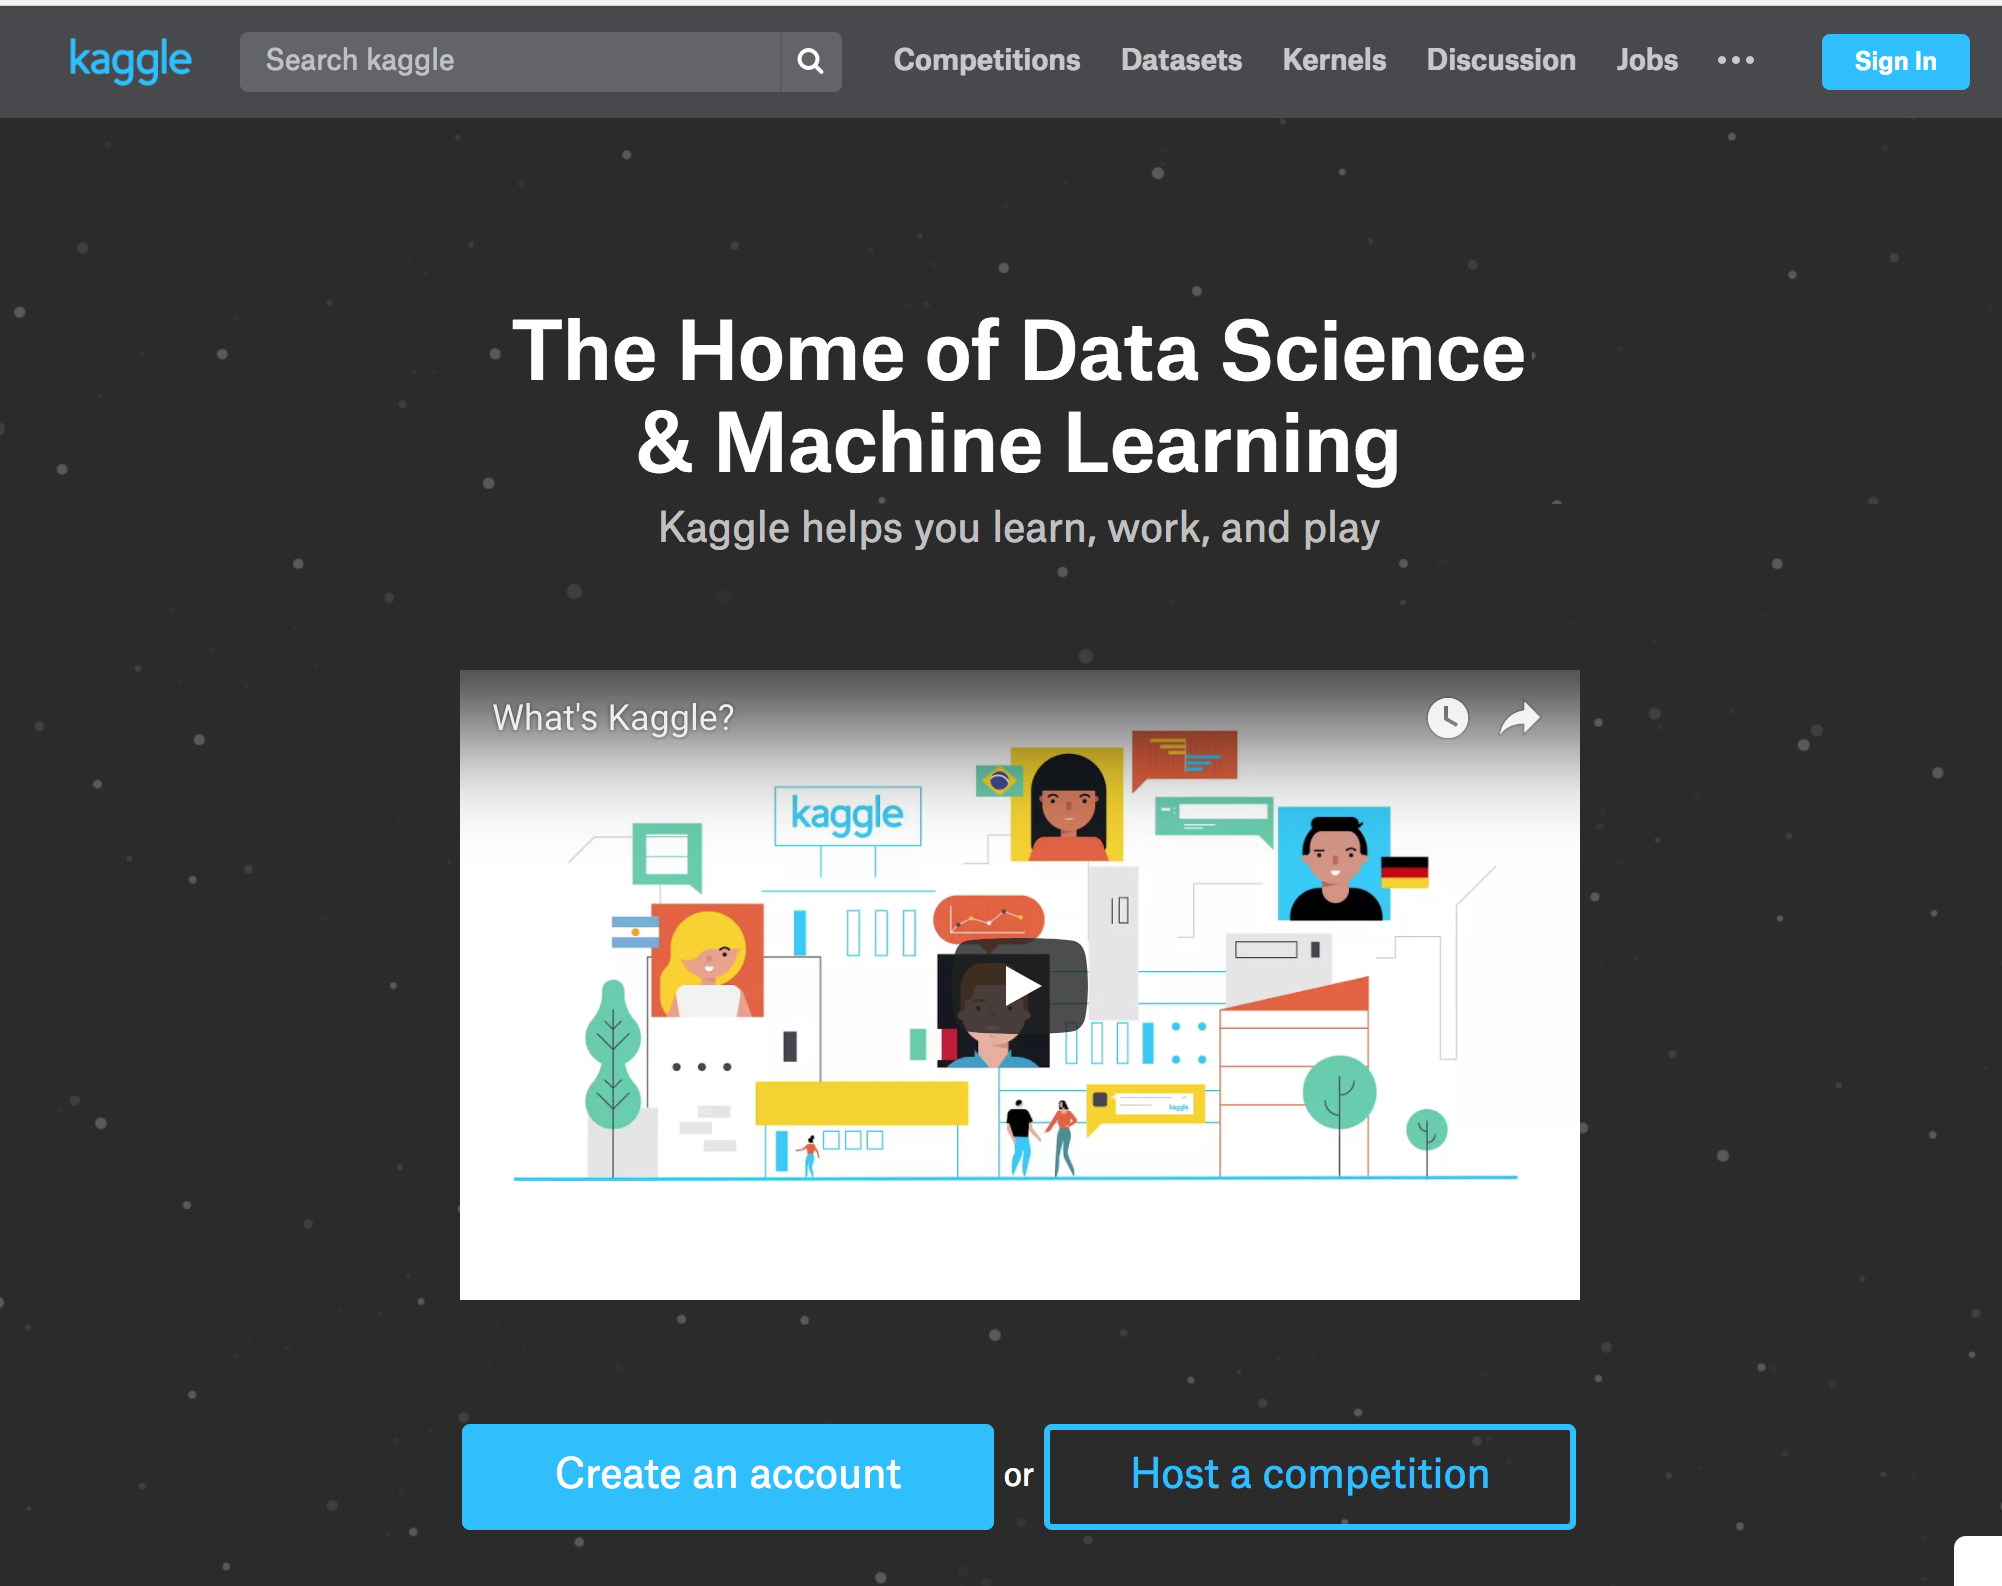 kaggle
Search kaggle
Competitions
Datasets
Kernels
Discussion
Jobs
Sign In
The Home of Data Science
& Machine Learning
Kaggle helps you learn, work, and play
What's Kaggle?
kaggle
kaggle
Create an account
or
Host a competition